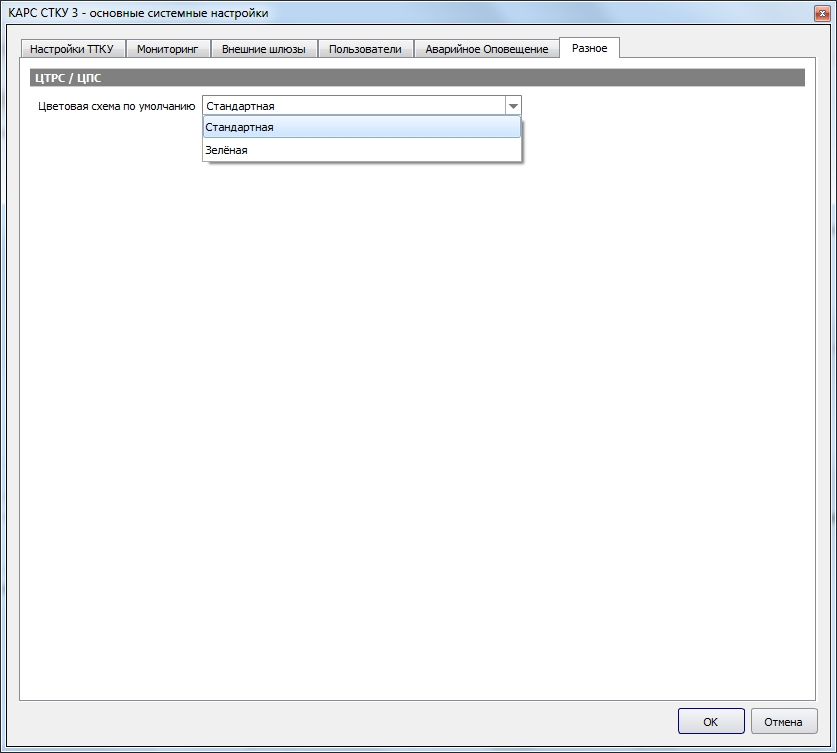 КАРС СТКУ 3 - основные системные настройки
Настройки ТТКУ Мониторинг Внешние шлюзы Пользователи Аварийное Оповещение Разное
ЦТРС / ЦПС
Цветовая схема по умолчанию Стандартная
Стандартная
Зелёная
OK Отмена